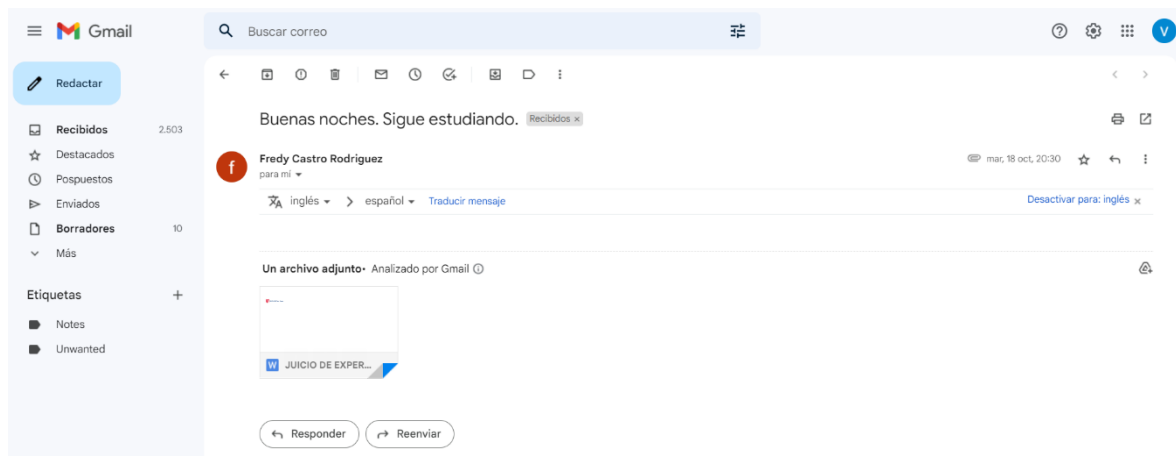 Gmail
Buscar correo
V
Redactar
Buenas noches. Sigue estudiando. Recibidos ×
Recibidos 2.503
Destacados
Pospuestos
Enviados
Borradores 10
Más
Etiquetas +
Notes
Unwanted
f
Fredy Castro Rodriguez mar, 18 oct, 20:30
para mí
inglés > español Traducir mensaje Desactivar para: inglés ×
Un archivo adjunto• Analizado por Gmail
W JUICIO DE EXPER...
Responder Reenviar